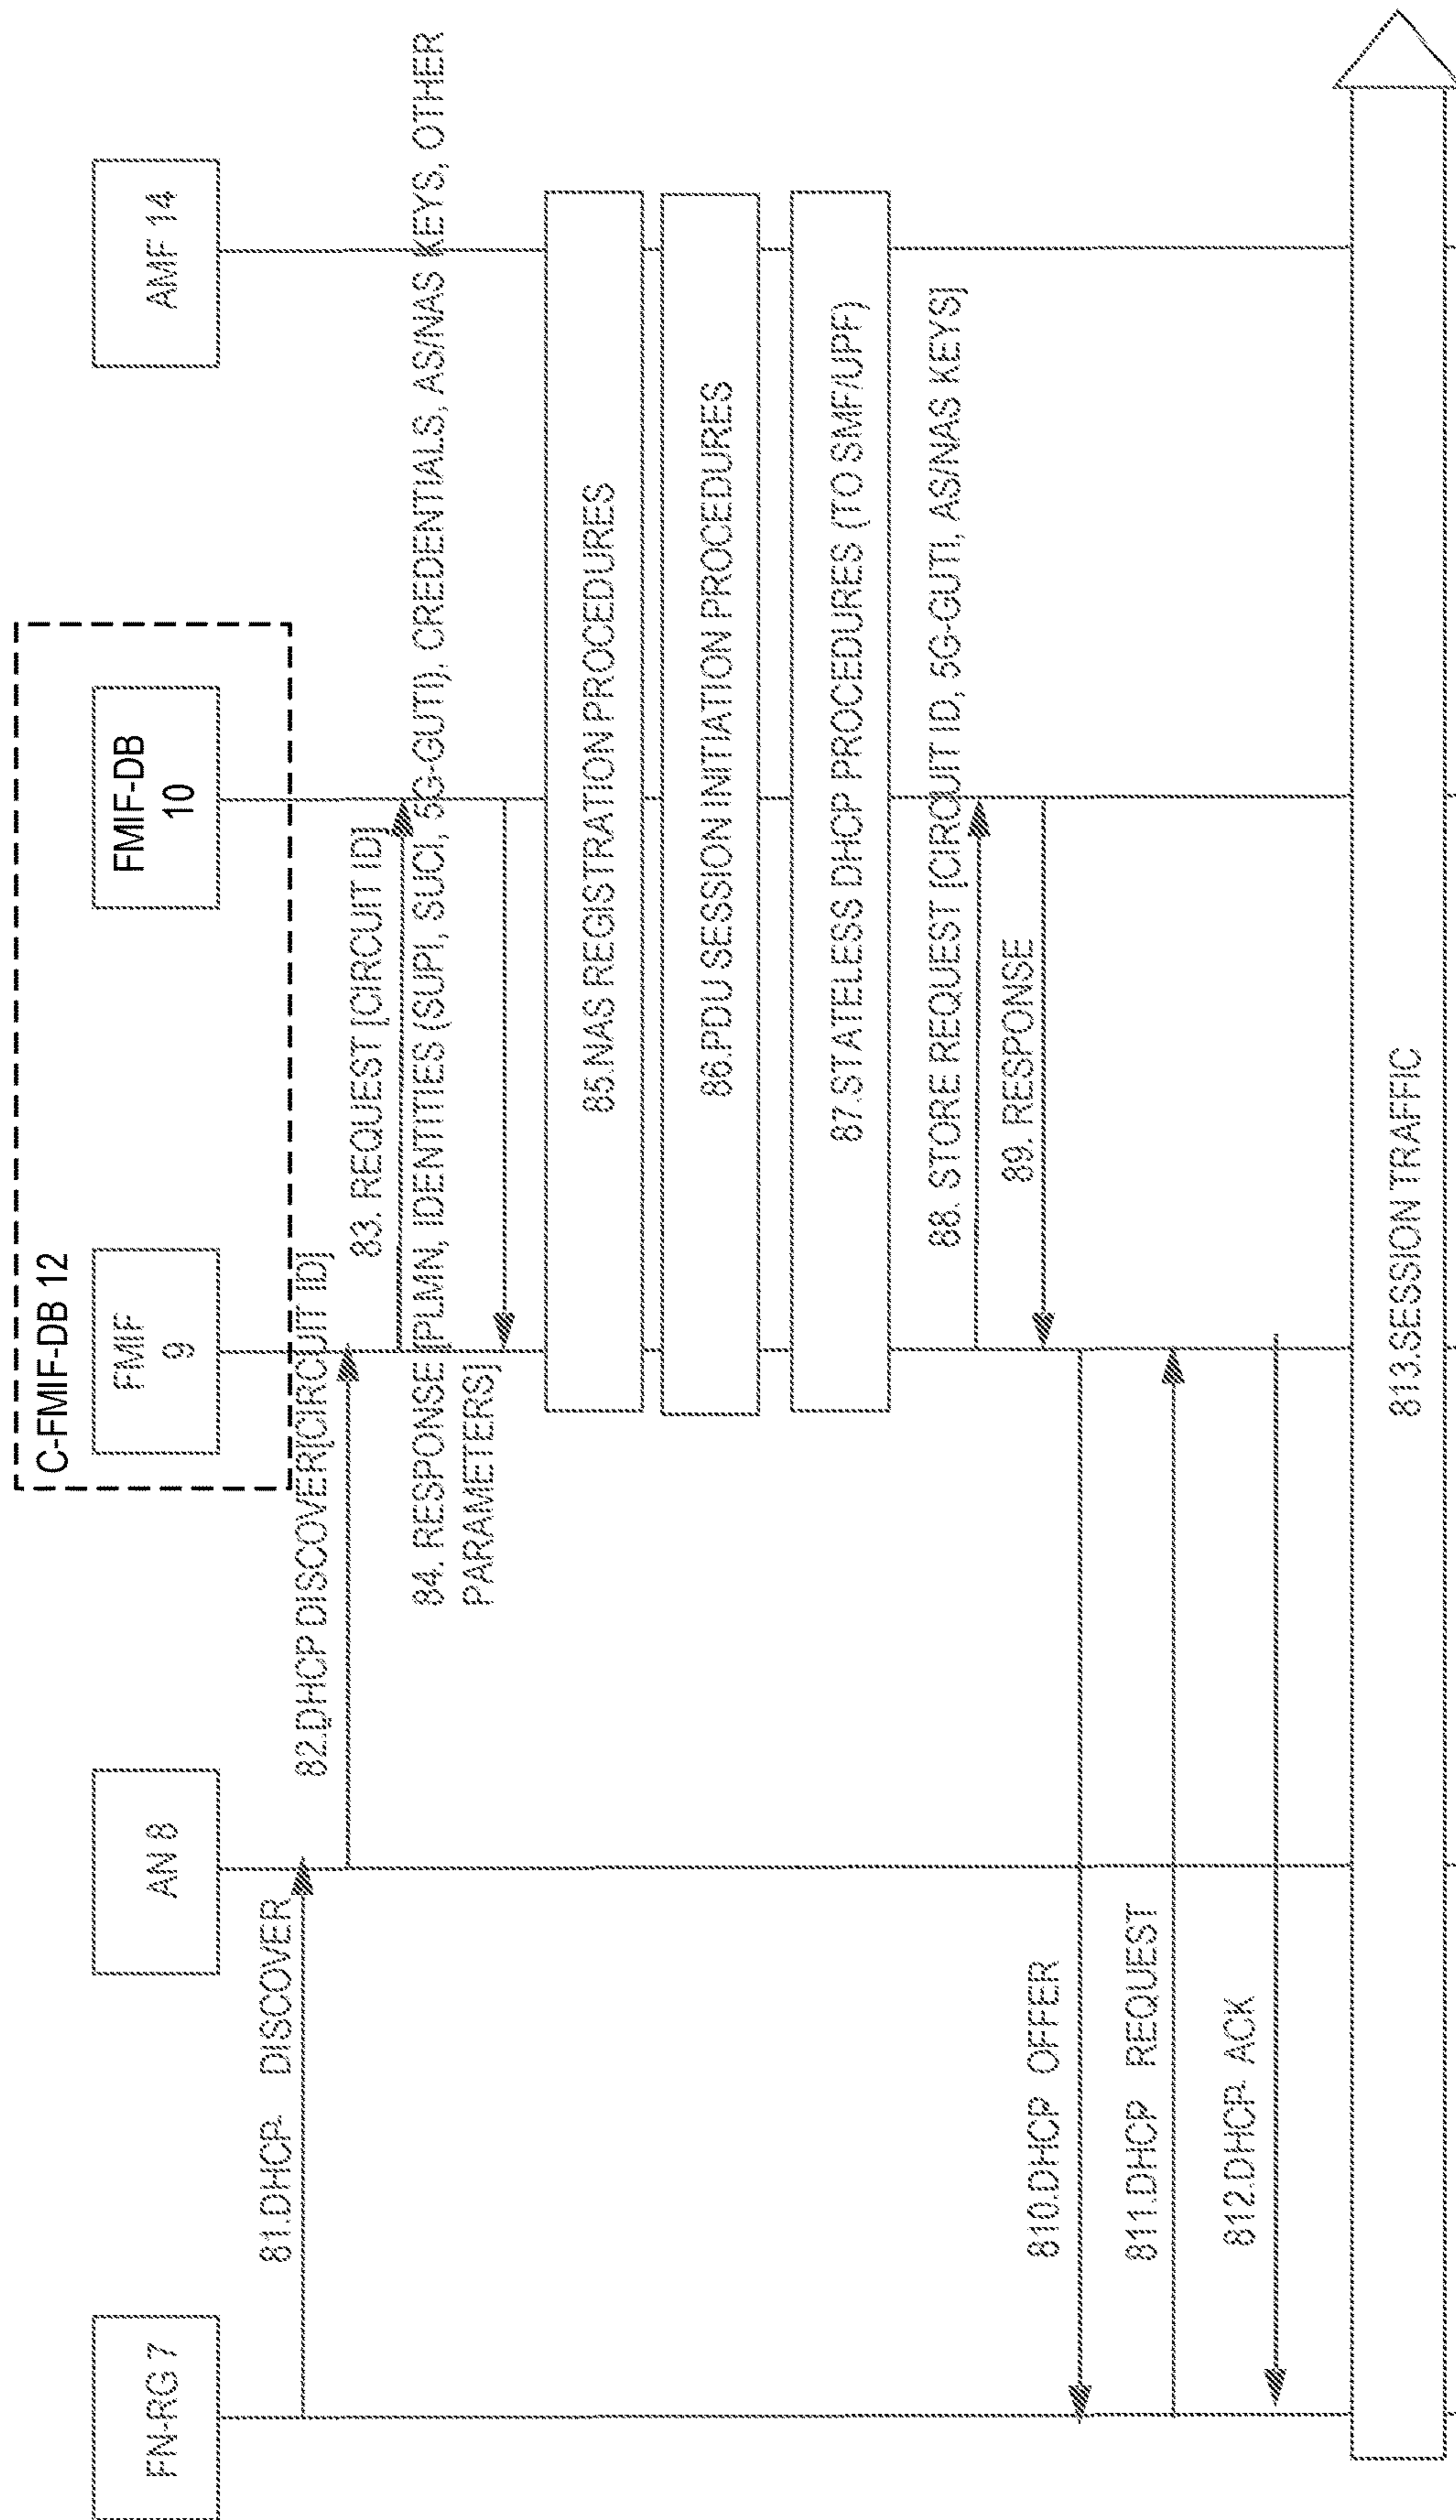 C-FMIF-DB 12
FN-RG 7
AN 8
FMIF
9
FMIF-DB
10
AMF 14
81.DHCP- DISCOVER
82.DHCP DISCOVER[CIRCUIT ID]
83. REQUEST [CIRCUIT ID]
84. RESPONSE [PLMN, IDENTITIES (SUPI, SUCI, 5G-GUTI), CREDENTIALS, AS/NAS KEYS, OTHER
PARAMETERS]
85.NAS REGISTRATION PROCEDURES
86.PDU SESSION INITIATION PROCEDURES
87.STATELESS DHCP PROCEDURES (TO SMF/UPF)
88. STORE REQUEST [CIRCUIT ID, 5G-GUTI, AS/NAS KEYS]
89. RESPONSE
810.DHCP OFFER
811.DHCP REQUEST
812.DHCP- ACK
813.SESSION TRAFFIC